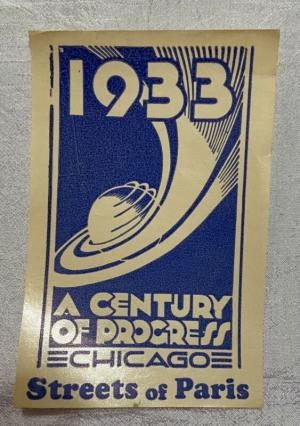 1933
A CENTURY
OF PROGRESS
CHICAGO
Streets of Paris